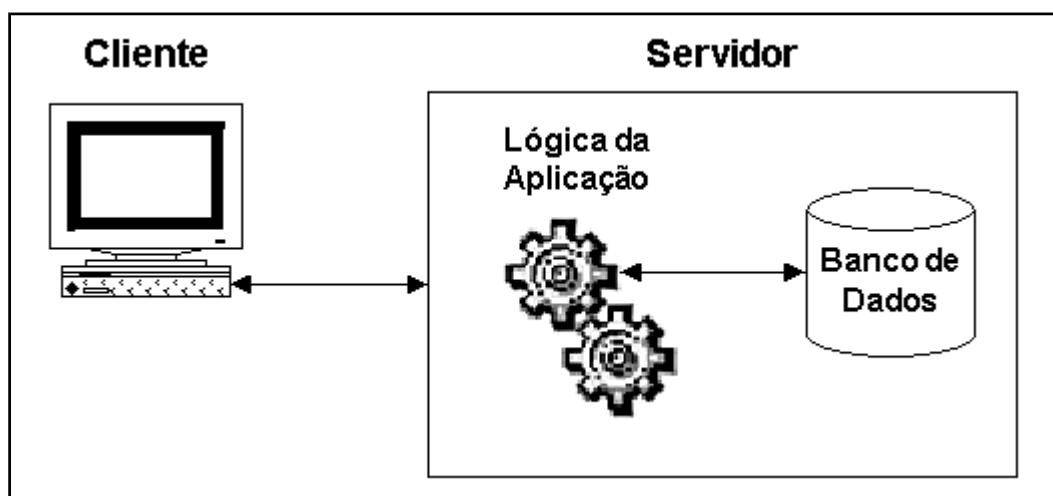 Cliente
Servidor
Lógica da
Aplicação
Banco de
Dados